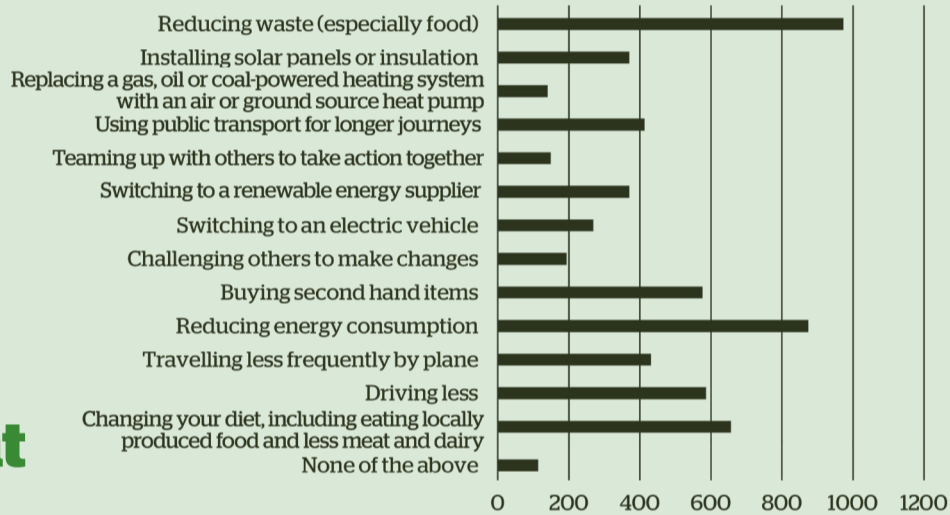 Reducing waste (especially food)
Installing solar panels or insulation
Replacing a gas, oil or coal-powered heating system
with an air or ground source heat pump
Using public transport for longer journeys
Teaming up with others to take action together
Switching to a renewable energy supplier
Switching to an electric vehicle
Challenging others to make changes
Buying second hand items
Reducing energy consumption
Travelling less frequently by plane
Driving less
Changing your diet, including eating locally
produced food and less meat and dairy
None of the above
0 200 400 600 800 1000 1200